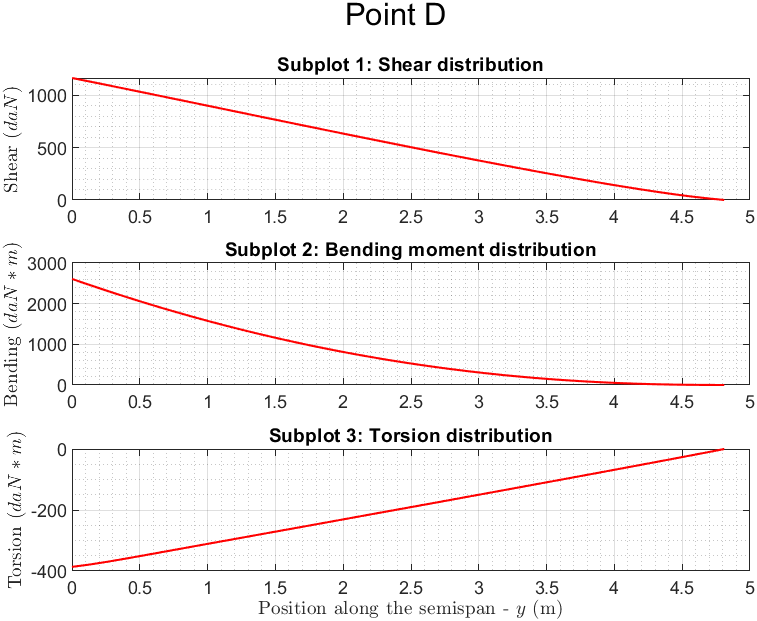 Point D
Subplot 1: Shear distribution
Shear (daN)
1000
500
0
0 0.5 1 1.5 2 2.5 3 3.5 4 4.5 5
Subplot 2: Bending moment distribution
Bending (daN * m)
3000
2000
1000
0
0 0.5 1 1.5 2 2.5 3 3.5 4 4.5 5
Subplot 3: Torsion distribution
Torsion (daN * m)
0
-200
-400
0 0.5 1 1.5 2 2.5 3 3.5 4 4.5 5
Position along the semispan - y (m)